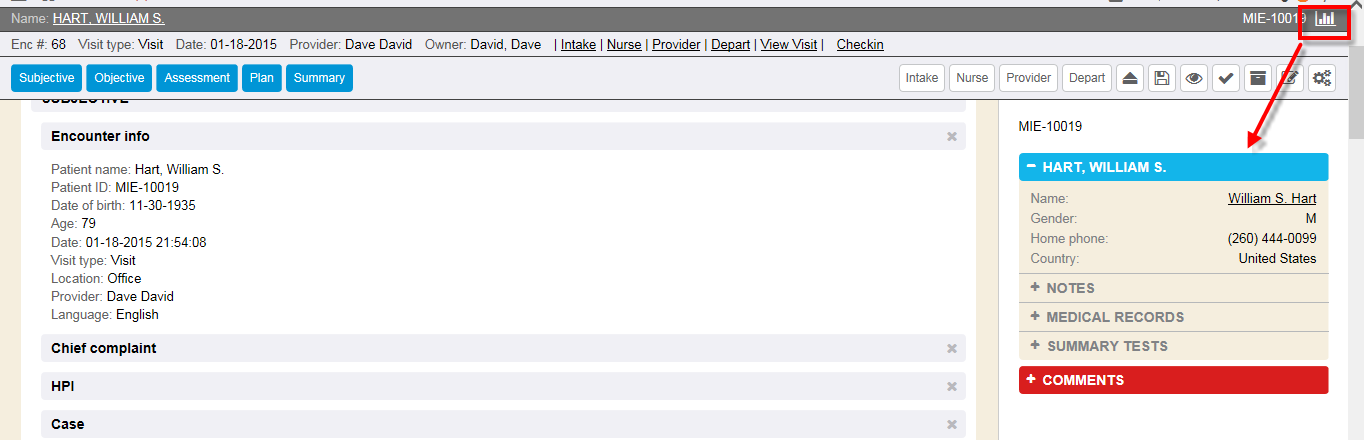 Name: HART, WILLIAM S. MIE-10019
Enc #: 68 Visit type: Visit Date: 01-18-2015 Provider: Dave David Owner: David, Dave | Intake | Nurse | Provider | Depart | View Visit | Checkin
Subjective Objective Assessment Plan Summary Intake Nurse Provider Depart
SUBJECTIVE
Encounter info
Patient name: Hart, William S.
Patient ID: MIE-10019
Date of birth: 11-30-1935
Age: 79
Date: 01-18-2015 21:54:08
Visit type: Visit
Location: Office
Provider: Dave David
Language: English
Chief complaint
HPI
Case
MIE-10019
HART, WILLIAM S.
Name: William S. Hart
Gender: M
Home phone: (260) 444-0099
Country: United States
NOTES
MEDICAL RECORDS
SUMMARY TESTS
COMMENTS